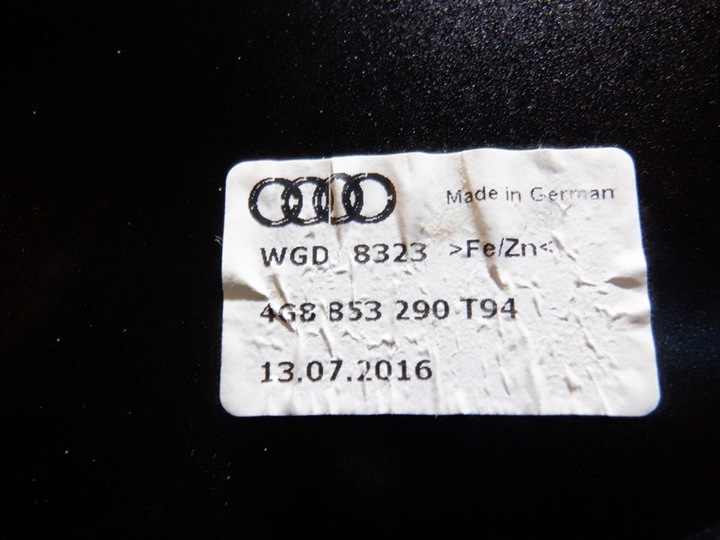 Made in German
WGD 8323 >Fe/Zn<
4G8 853 290 T94
13.07.2016